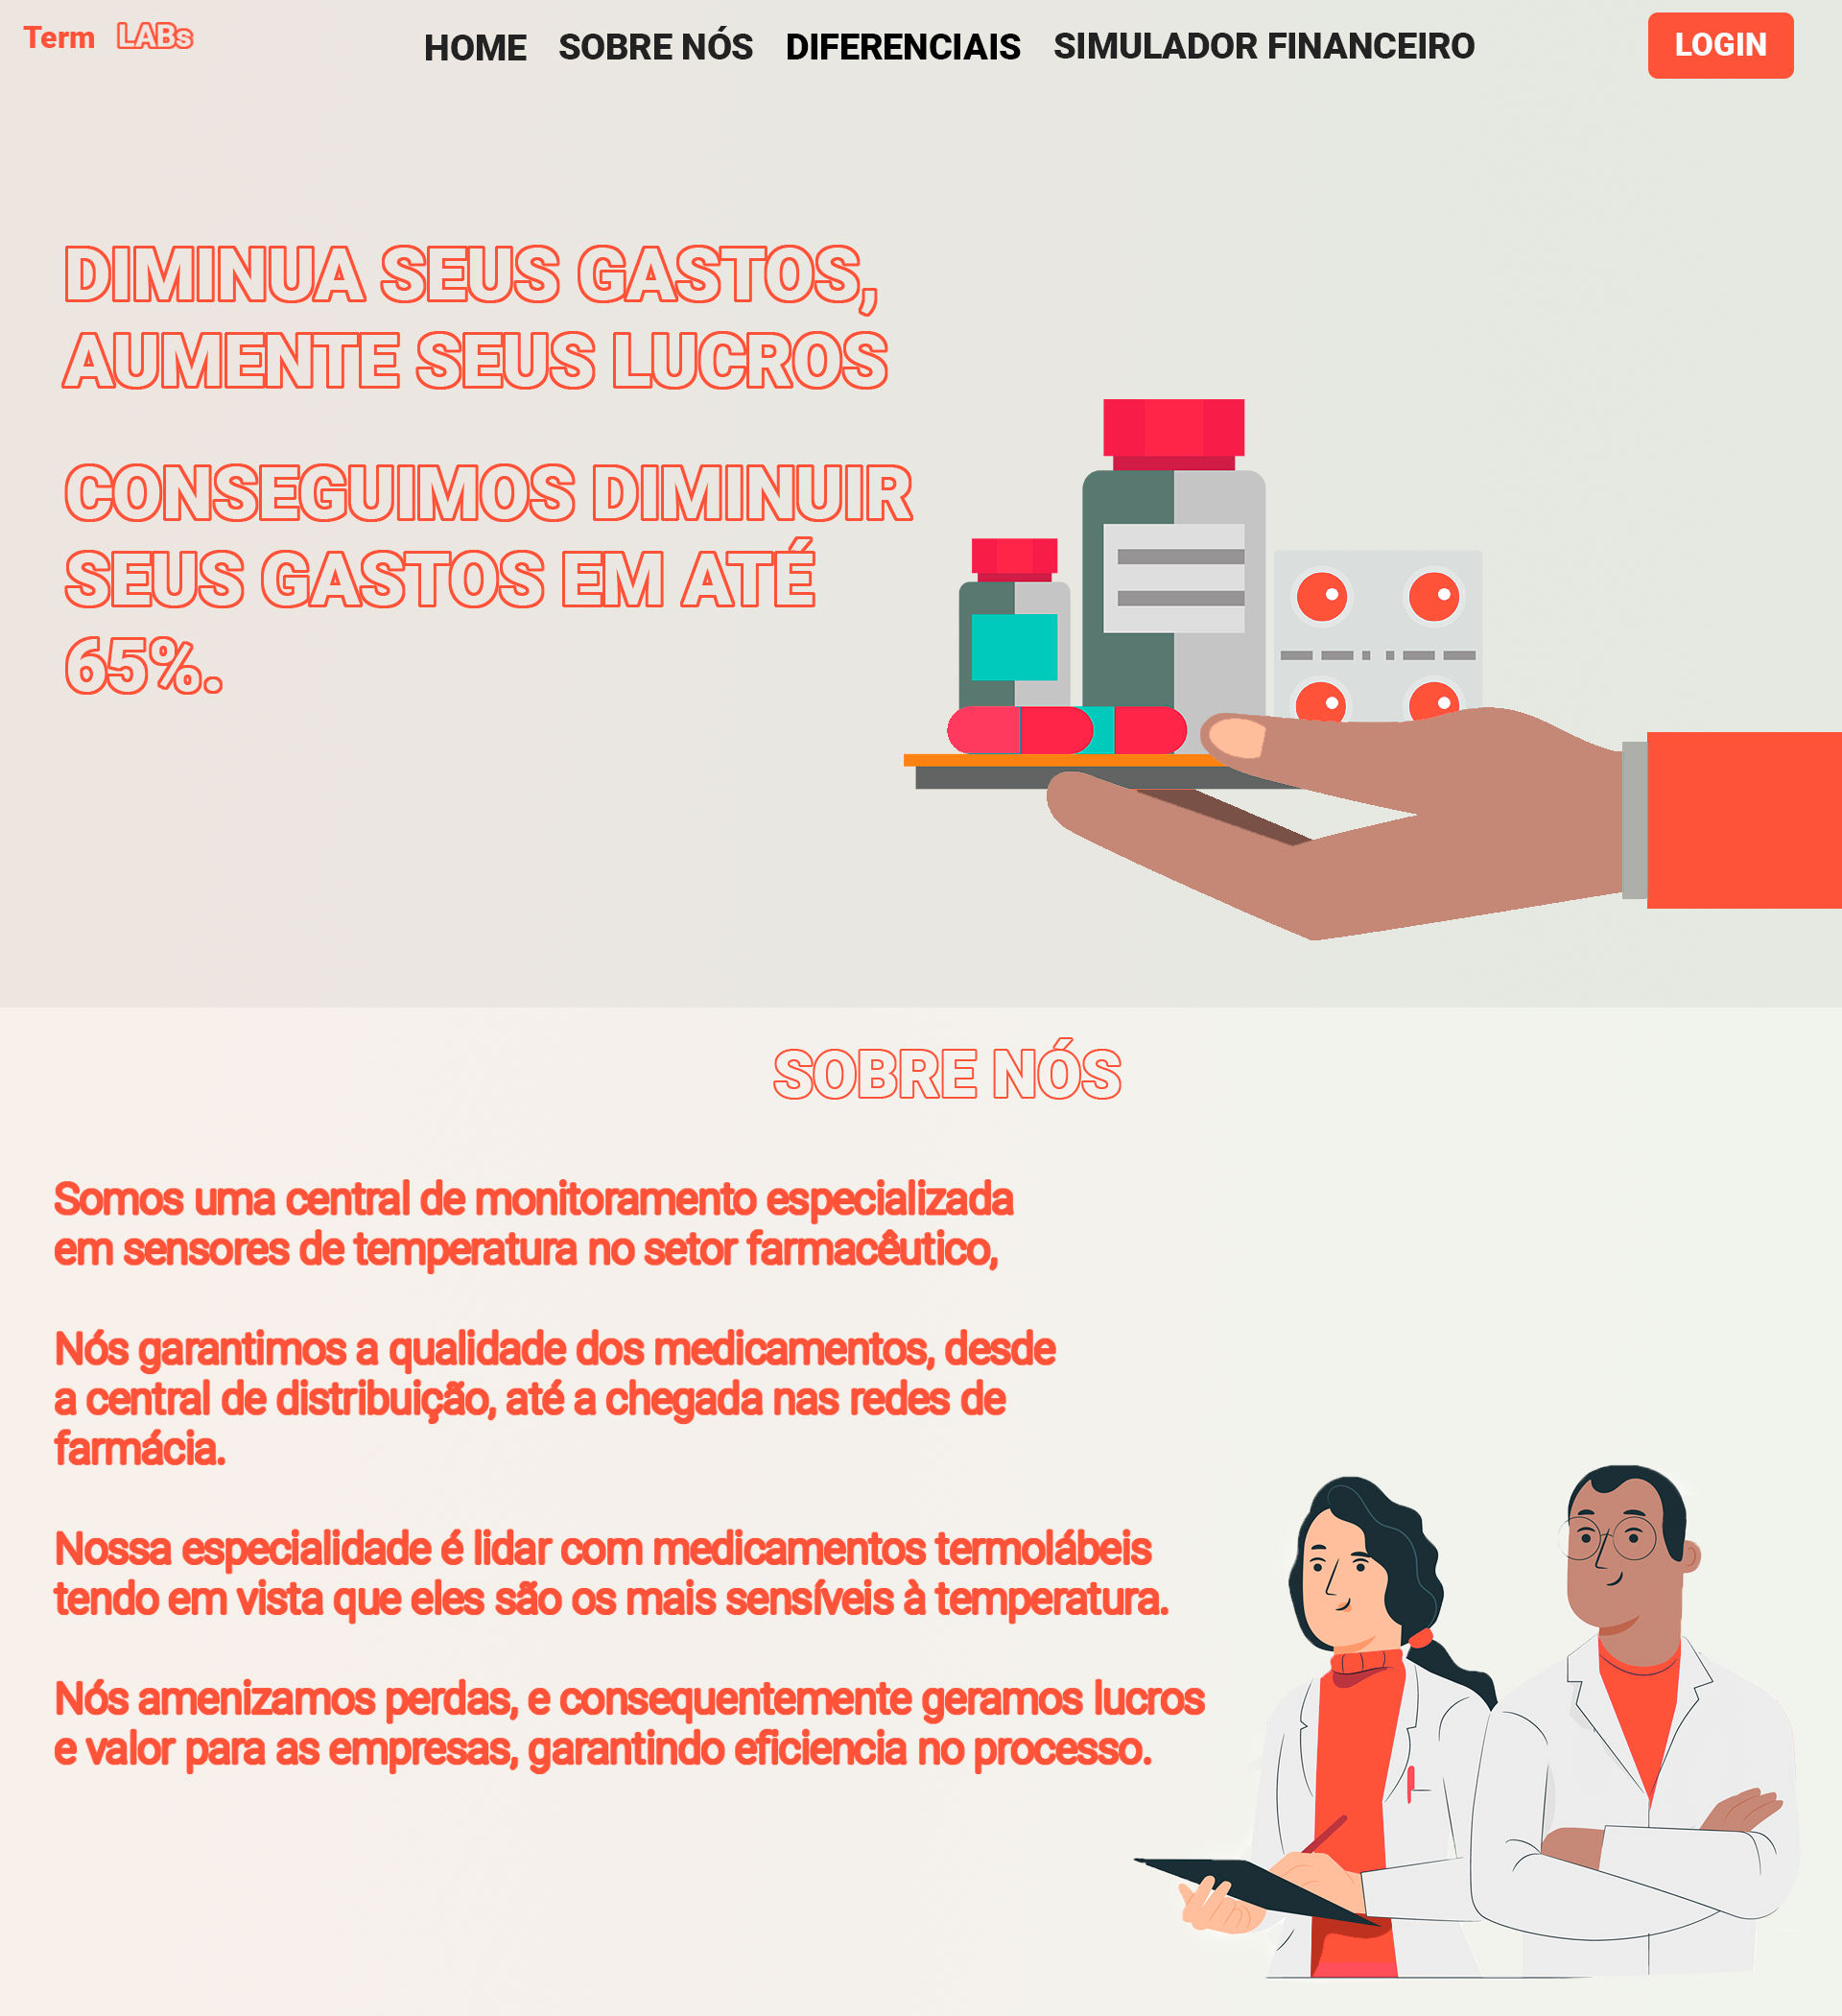 Term LABs
HOME SOBRE NÓS DIFERENCIAIS SIMULADOR FINANCEIRO
LOGIN
DIMINUA SEUS GASTOS,
AUMENTE SEUS LUCROS
CONSEGUIMOS DIMINUIR
SEUS GASTOS EM ATÉ
65%.
SOBRE NÓS
Somos uma central de monitoramento especializada
em sensores de temperatura no setor farmacêutico,
Nós garantimos a qualidade dos medicamentos, desde
a central de distribuição, até a chegada nas redes de
farmácia.
Nossa especialidade é lidar com medicamentos termolábeis
tendo em vista que eles são os mais sensíveis à temperatura.
Nós amenizamos perdas, e consequentemente geramos lucros
e valor para as empresas, garantindo eficiencia no processo.